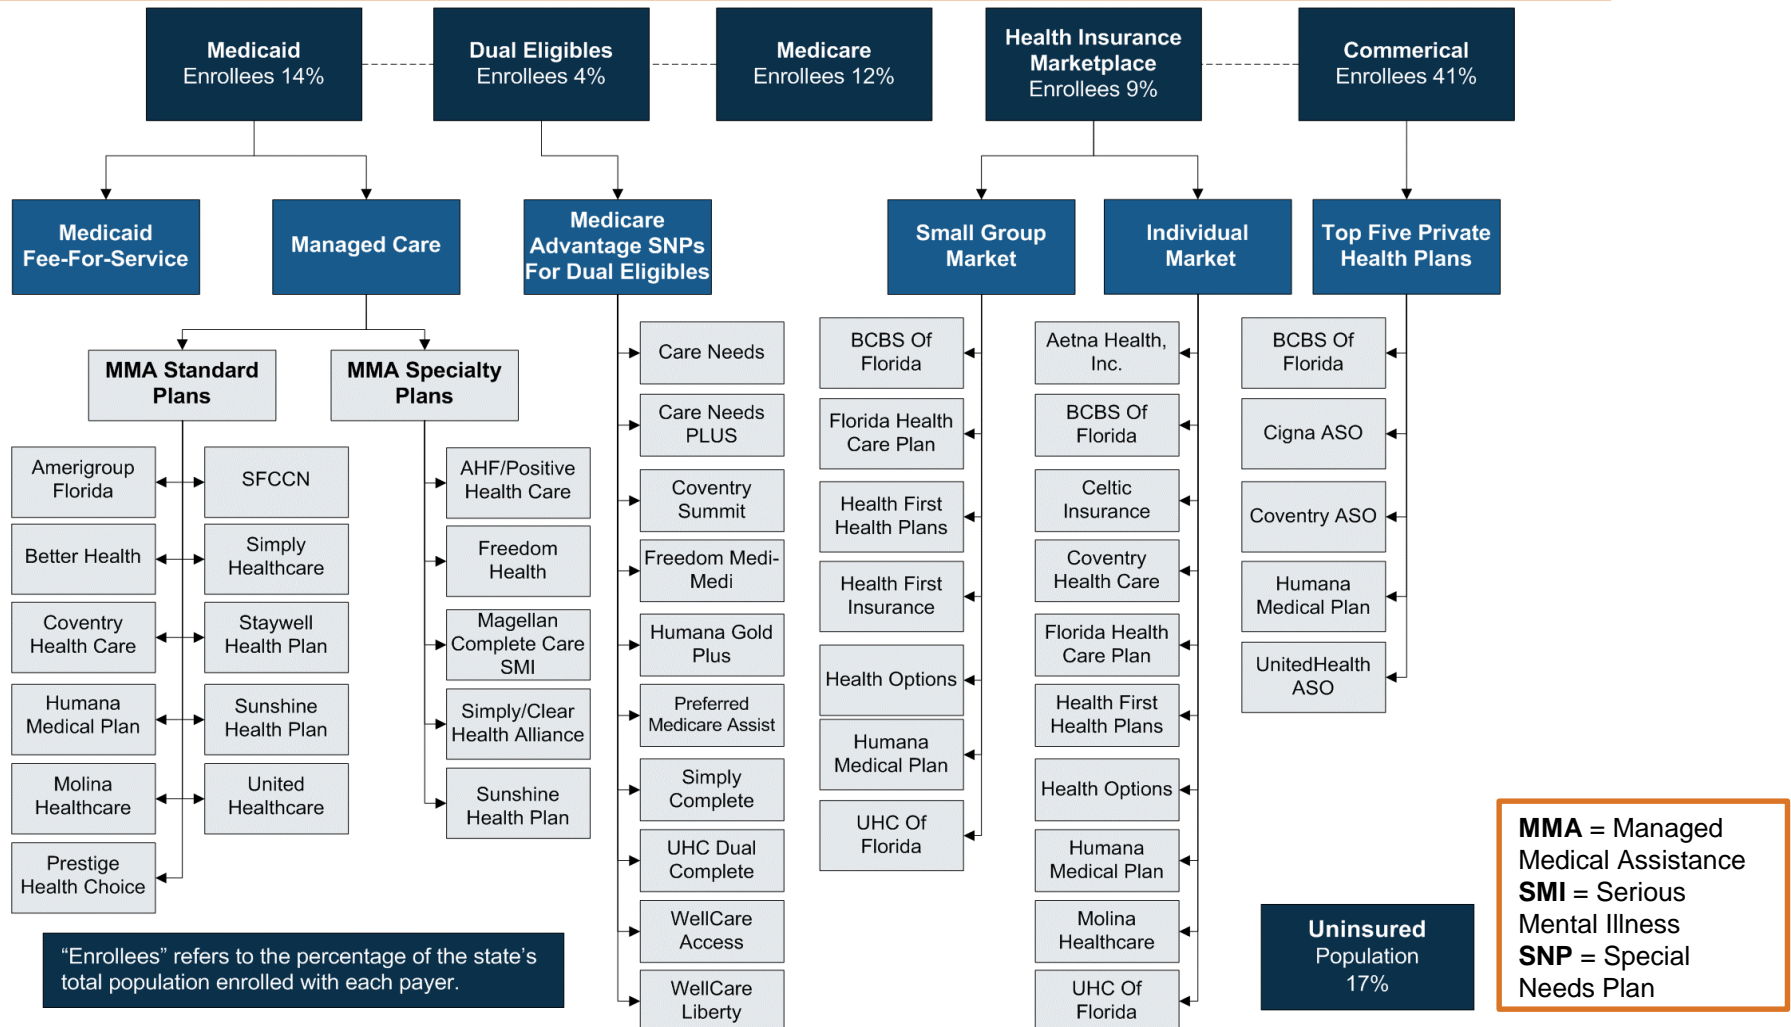 Medicaid
Enrollees 14%
Dual Eligibles
Enrollees 4%
Medicare
Enrollees 12%
Health Insurance
Marketplace
Enrollees 9%
Commerical
Enrollees 41%
Medicaid
Fee-For-Service
Managed Care
Medicare
Advantage SNPs
For Dual Eligibles
Small Group
Market
Individual
Market
Top Five Private
Health Plans
MMA Standard
Plans
MMA Specialty
Plans
Amerigroup
Florida
SFCCN
Better Health
Simply
Healthcare
Coventry
Health Care
Staywell
Health Plan
Humana
Medical Plan
Sunshine
Health Plan
Molina
Healthcare
United
Healthcare
Prestige
Health Choice
AHF/Positive
Health Care
Freedom
Health
Magellan
Complete Care
SMI
Simply/Clear
Health Alliance
Sunshine
Health Plan
Care Needs
Care Needs
PLUS
Coventry
Summit
Freedom Medi-
Medi
Humana Gold
Plus
Preferred
Medicare Assist
Simply
Complete
UHC Dual
Complete
WellCare
Access
WellCare
Liberty
BCBS Of
Florida
Florida Health
Care Plan
Health First
Health Plans
Health First
Insurance
Health Options
Humana
Medical Plan
UHC Of
Florida
Aetna Health,
Inc.
BCBS Of
Florida
Celtic
Insurance
Coventry
Health Care
Florida Health
Care Plan
Health First
Health Plans
Health Options
Humana
Medical Plan
Molina
Healthcare
UHC Of
Florida
BCBS Of
Florida
Cigna ASO
Coventry ASO
Humana
Medical Plan
UnitedHealth
ASO
“Enrollees” refers to the percentage of the state’s
total population enrolled with each payer.
Uninsured
Population
17%
MMA = Managed
Medical Assistance
SMI = Serious
Mental Illness
SNP = Special
Needs Plan